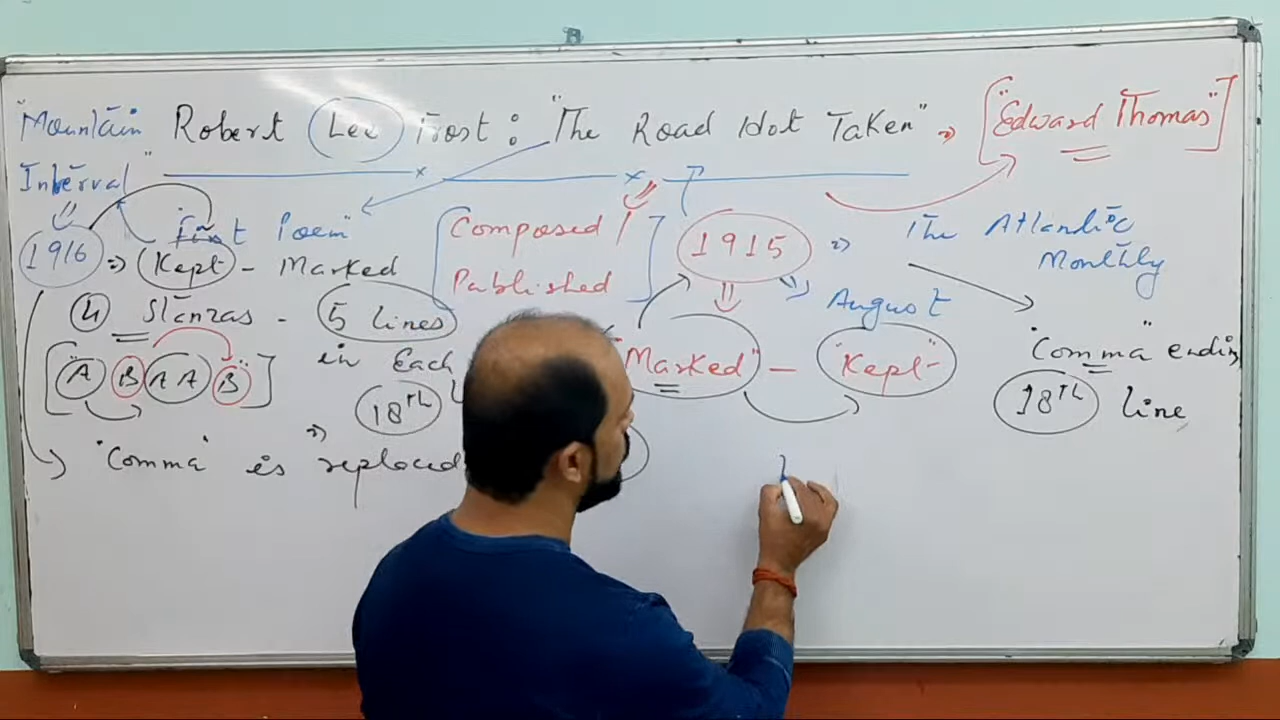 "Mountain Robert Lee Frost : "The Road Not Taken" ⇒ ["Edward Thomas"]
Interval"
1916 ⇒ Kept - Marked
First Poem"
[Composed /
Published]
1915 ⇒ The Atlantic
Monthly
August
4 Stanzas - 5 lines
in Each
"A B A A B"
18th
"Marked" - "Kept"
"Comma" ending
18th line
"Comma" is replaced